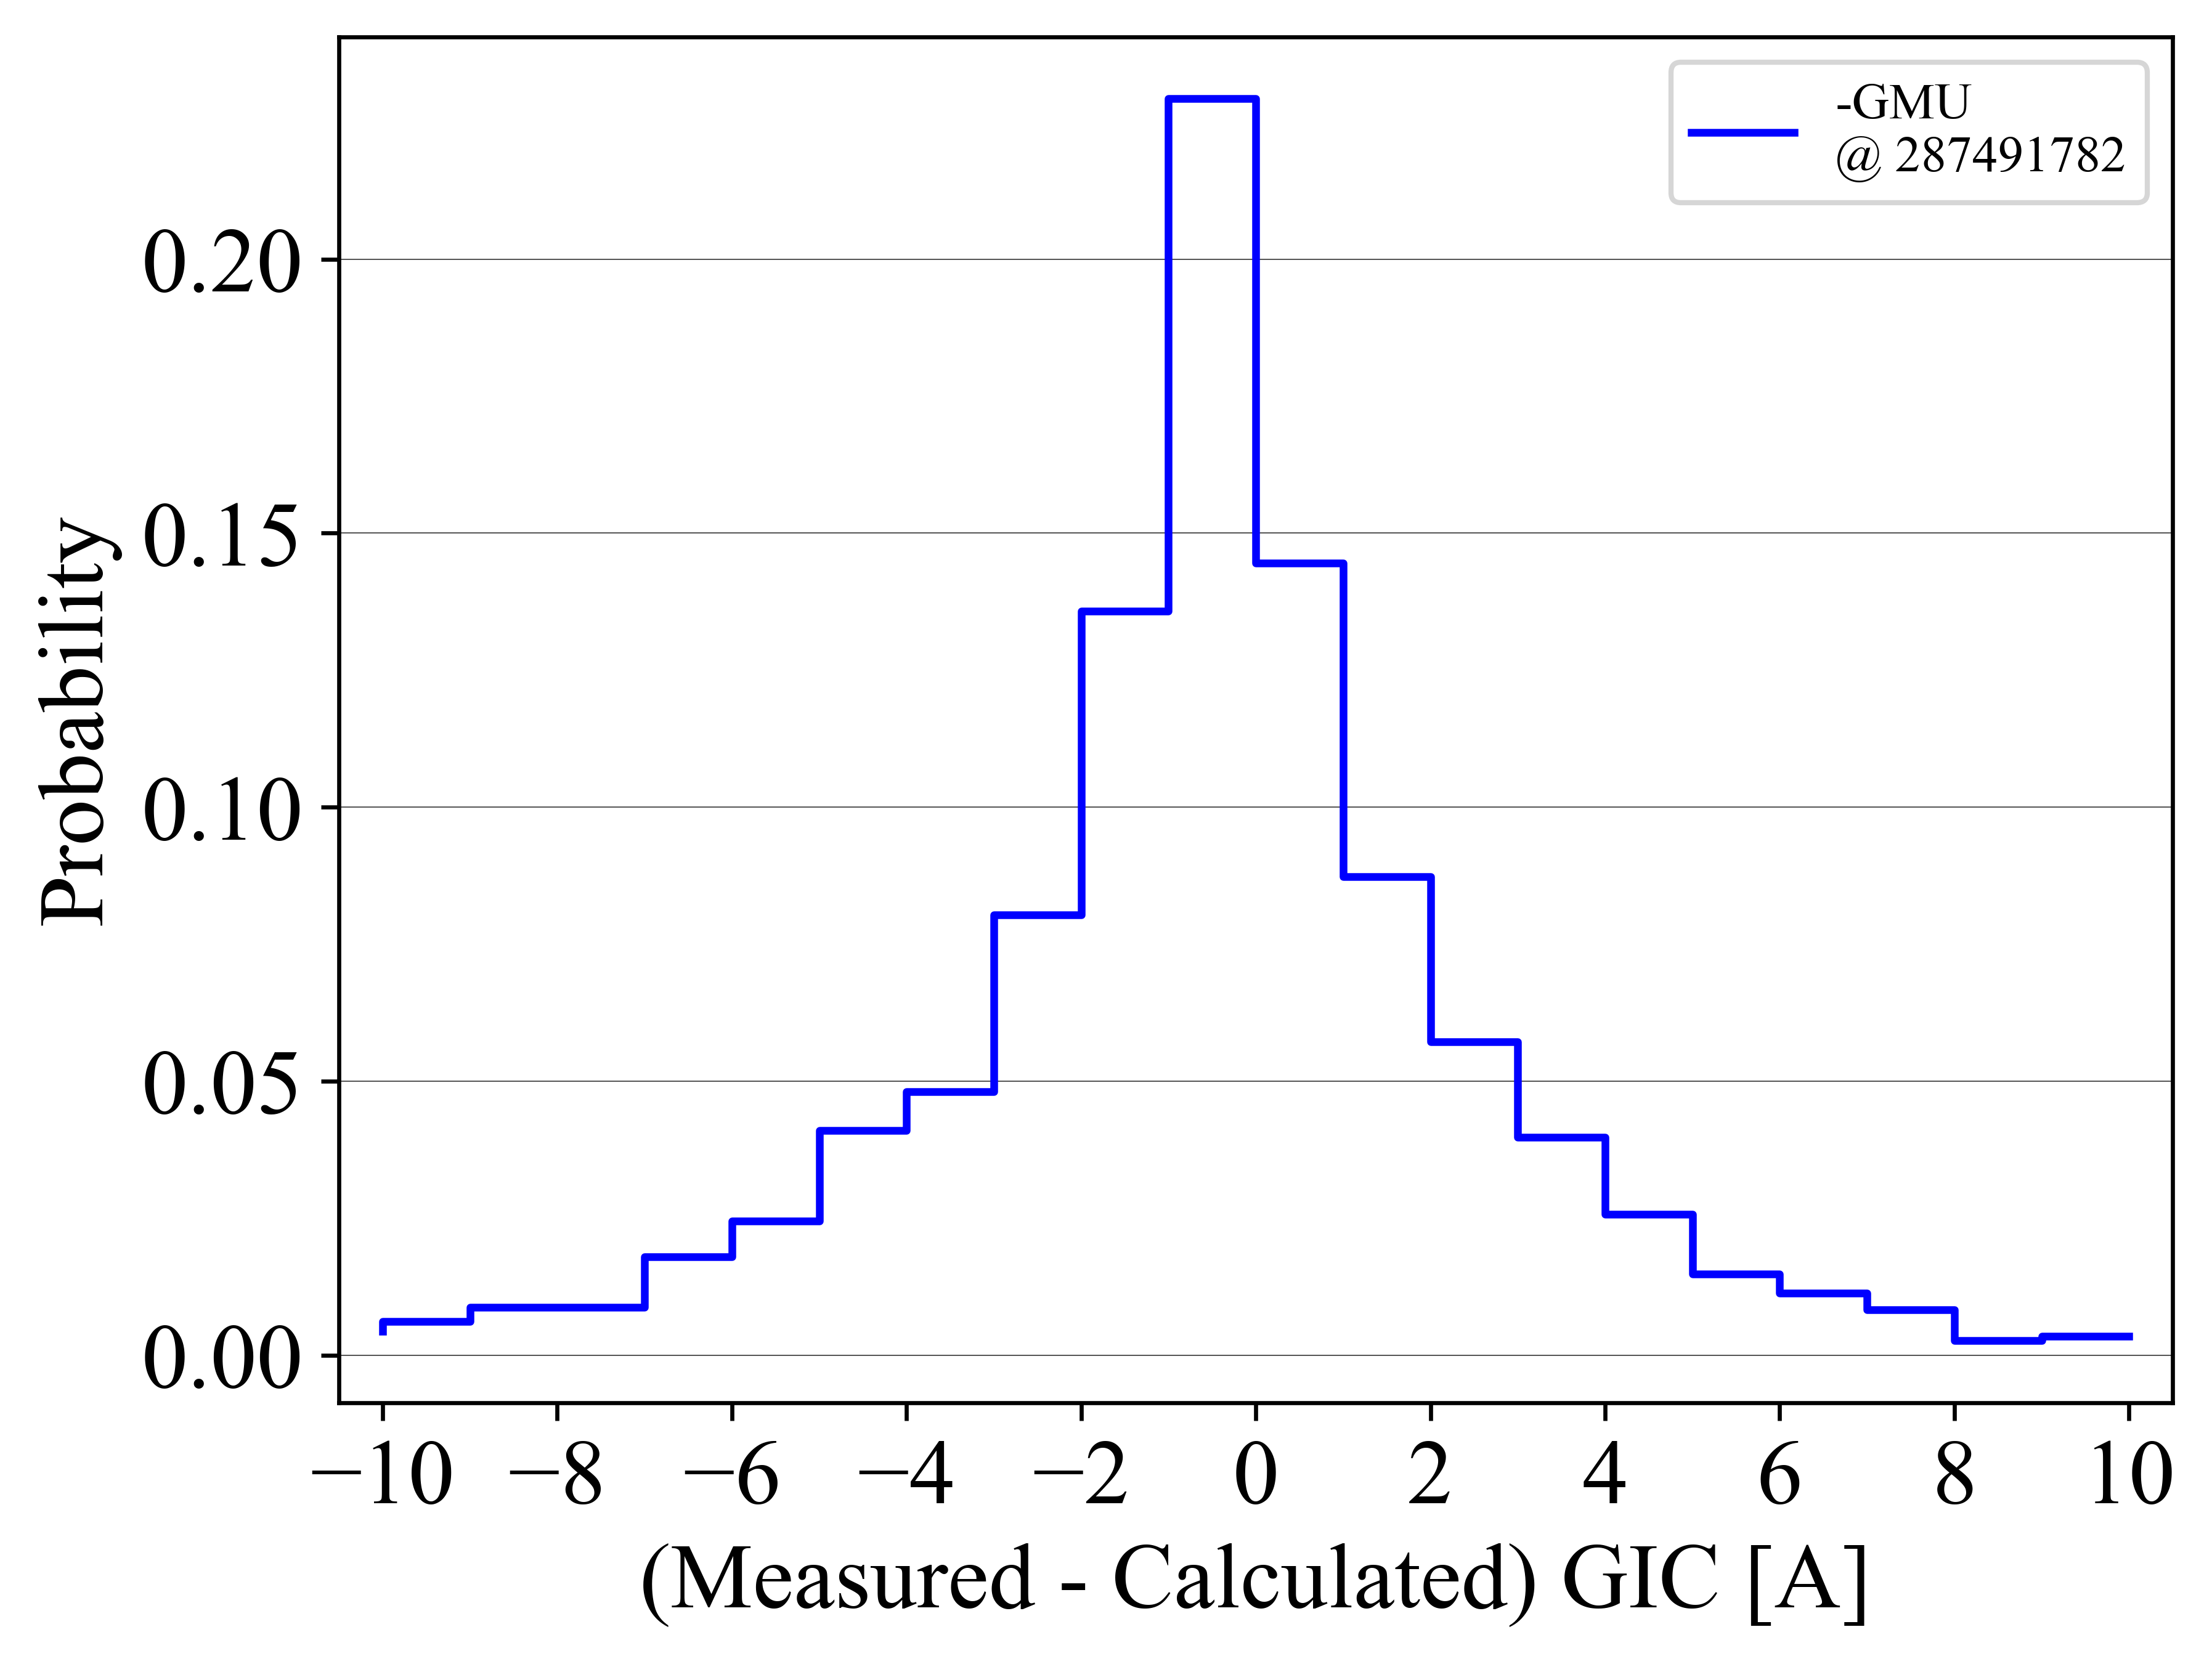 -GMU
@ 287491782
0.20
0.15
0.10
0.05
0.00
Probability
−10 −8 −6 −4 −2 0 2 4 6 8 10
(Measured - Calculated) GIC [A]